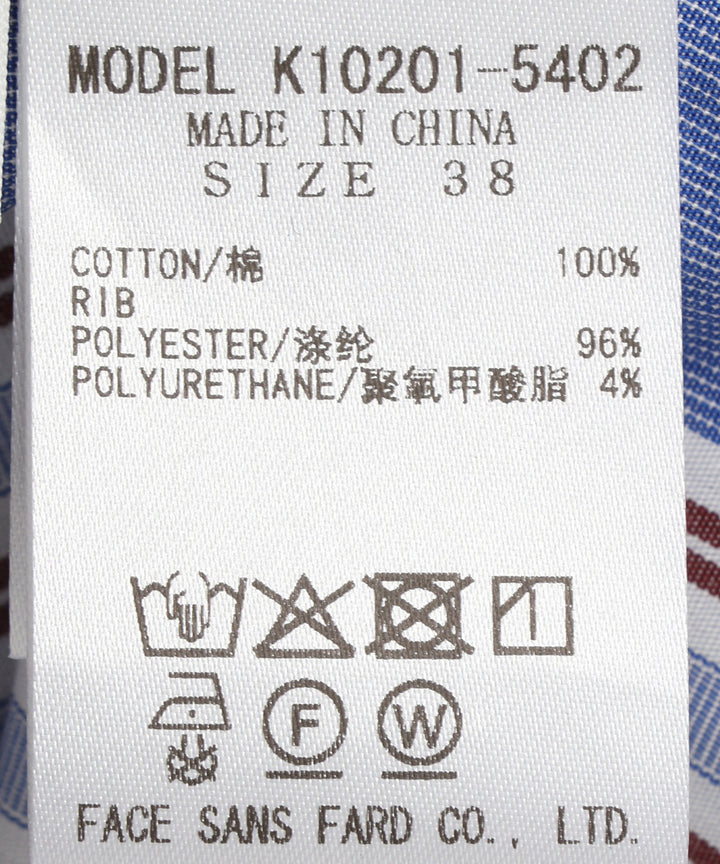 MODEL K10201-5402
MADE IN CHINA
SIZE 38
COTTON/棉 100%
RIB
POLYESTER/涤纶 96%
POLYURETHANE/聚氨甲酸脂 4%
F W
FACE SANS FARD CO., LTD.